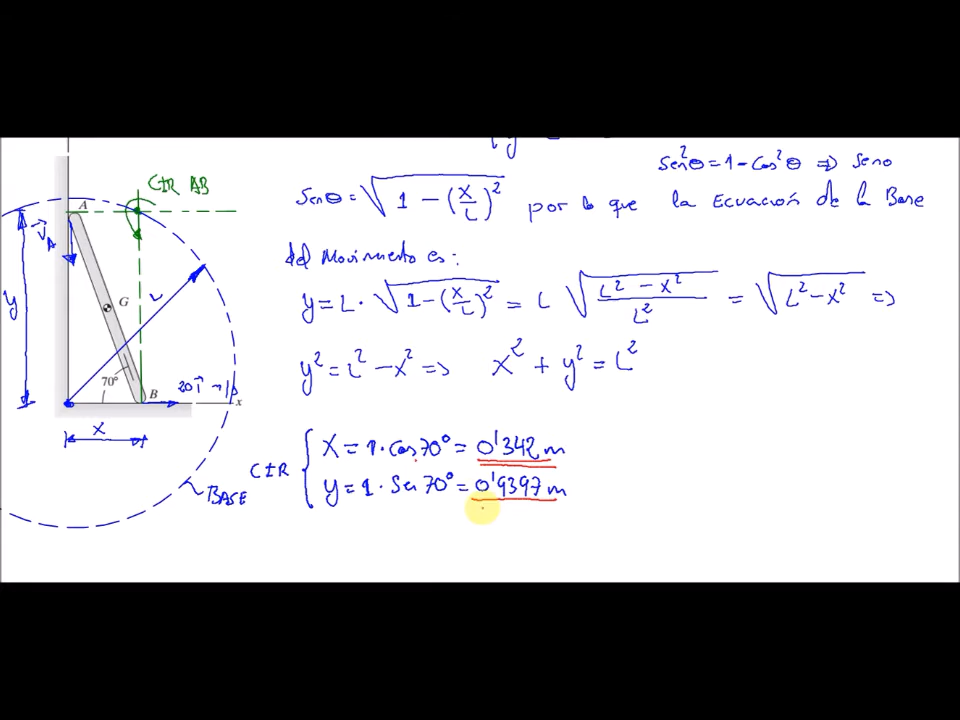 Sen²θ = 1 - Cos²θ ⇒ Seno
CIR AB
Senθ = √(1 - (x/L)²) por lo que la Ecuación de la Base
A
V⃗A
del Movimiento es:
y
L
G
y = L · √(1 - (x/L)²) = L √((L² - x²)/L²) = √(L² - x²) ⇒
y² = L² - x² ⇒ x² + y² = L²
70°
B
20 i⃗ m/s
x
X
CIR { X = 1 · cos 70° = 0'342 m
y = 1 · Sen 70° = 0'9397 m
BASE